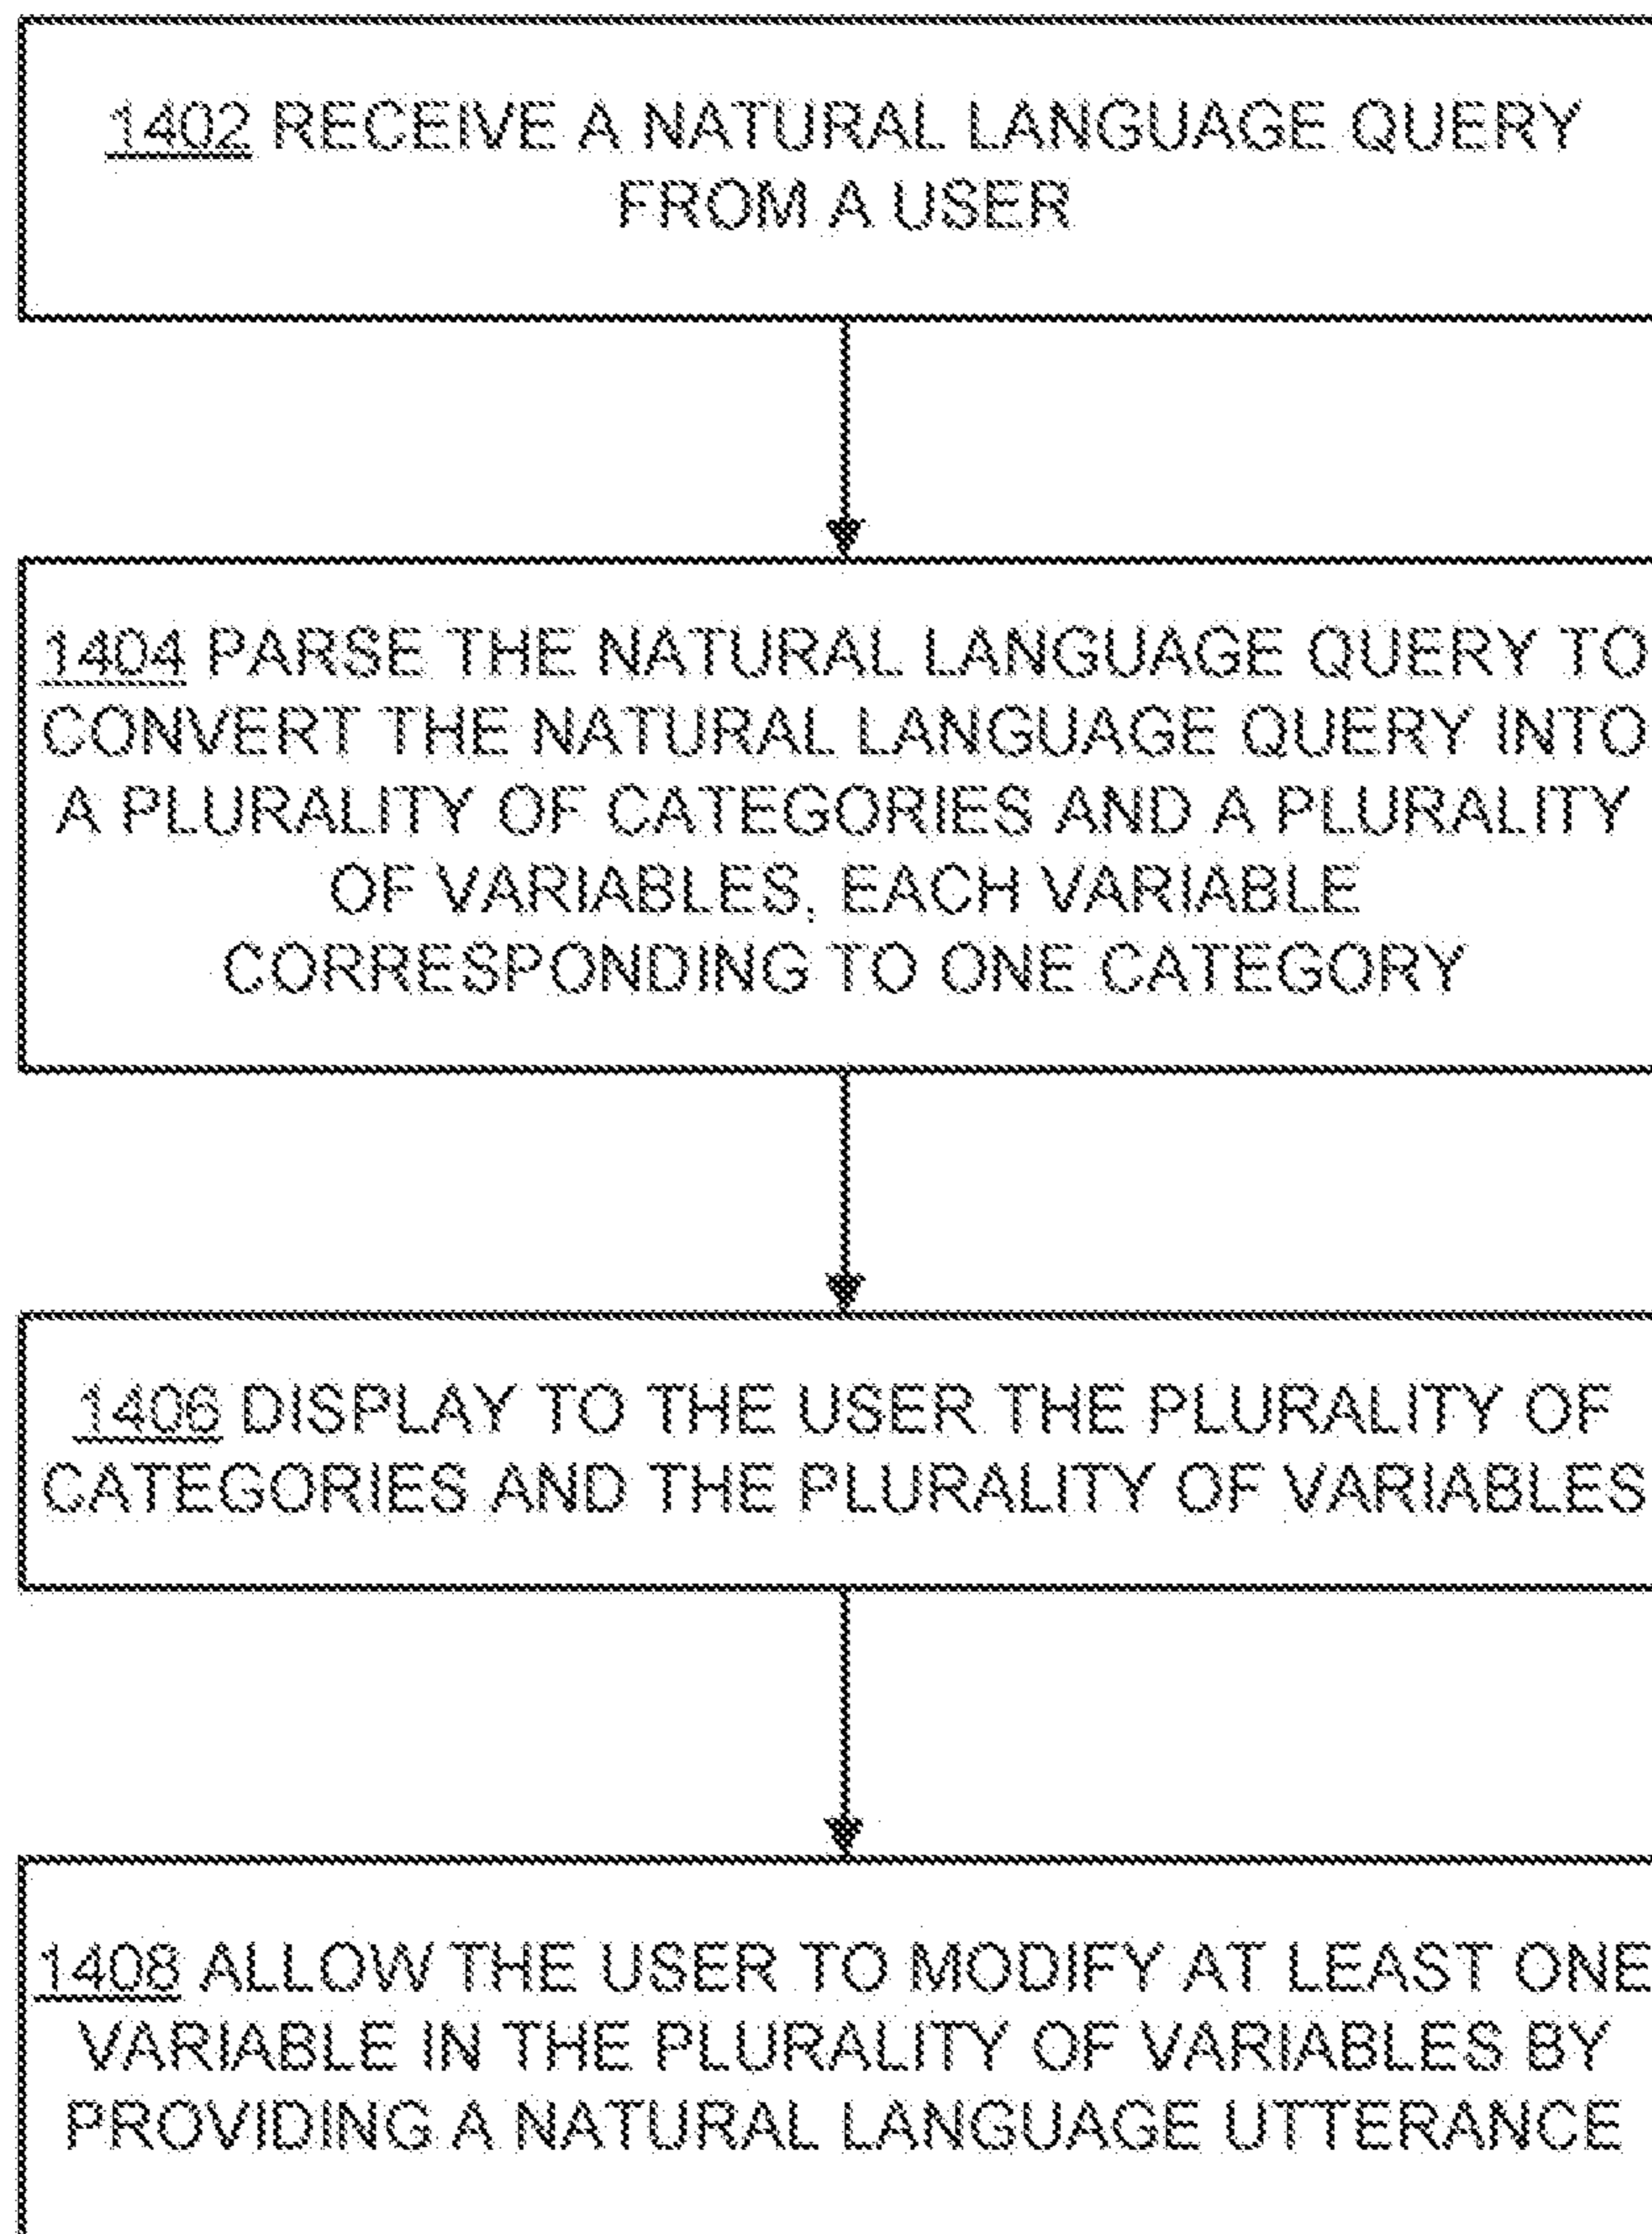 1402 RECEIVE A NATURAL LANGUAGE QUERY
FROM A USER
1404 PARSE THE NATURAL LANGUAGE QUERY TO
CONVERT THE NATURAL LANGUAGE QUERY INTO
A PLURALITY OF CATEGORIES AND A PLURALITY
OF VARIABLES, EACH VARIABLE
CORRESPONDING TO ONE CATEGORY
1406 DISPLAY TO THE USER THE PLURALITY OF
CATEGORIES AND THE PLURALITY OF VARIABLES
1408 ALLOW THE USER TO MODIFY AT LEAST ONE
VARIABLE IN THE PLURALITY OF VARIABLES BY
PROVIDING A NATURAL LANGUAGE UTTERANCE